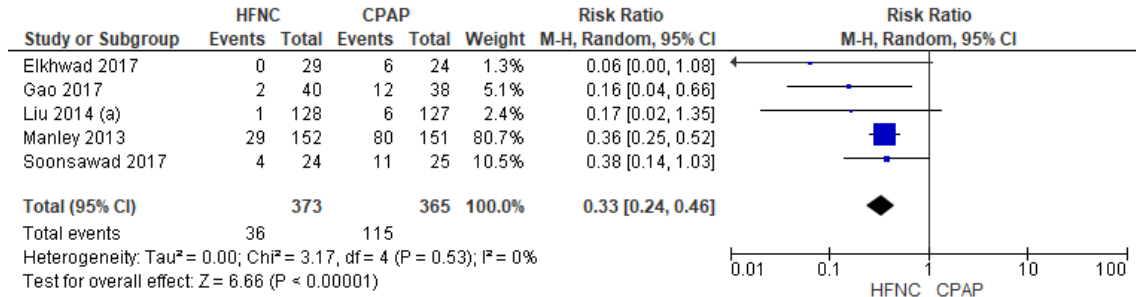 HFNC CPAP Risk Ratio Risk Ratio
Study or Subgroup Events Total Events Total Weight M-H, Random, 95% CI M-H, Random, 95% CI
Elkhwad 2017 0 29 6 24 1.3% 0.06 [0.00, 1.08]
Gao 2017 2 40 12 38 5.1% 0.16 [0.04, 0.66]
Liu 2014 (a) 1 128 6 127 2.4% 0.17 [0.02, 1.35]
Manley 2013 29 152 80 151 80.7% 0.36 [0.25, 0.52]
Soonsawad 2017 4 24 11 25 10.5% 0.38 [0.14, 1.03]
Total (95% CI) 373 365 100.0% 0.33 [0.24, 0.46]
Total events 36 115
Heterogeneity: Tau² = 0.00; Chi² = 3.17, df = 4 (P = 0.53); I² = 0%
Test for overall effect: Z = 6.66 (P < 0.00001)
0.01 0.1 1 10 100
HFNC CPAP